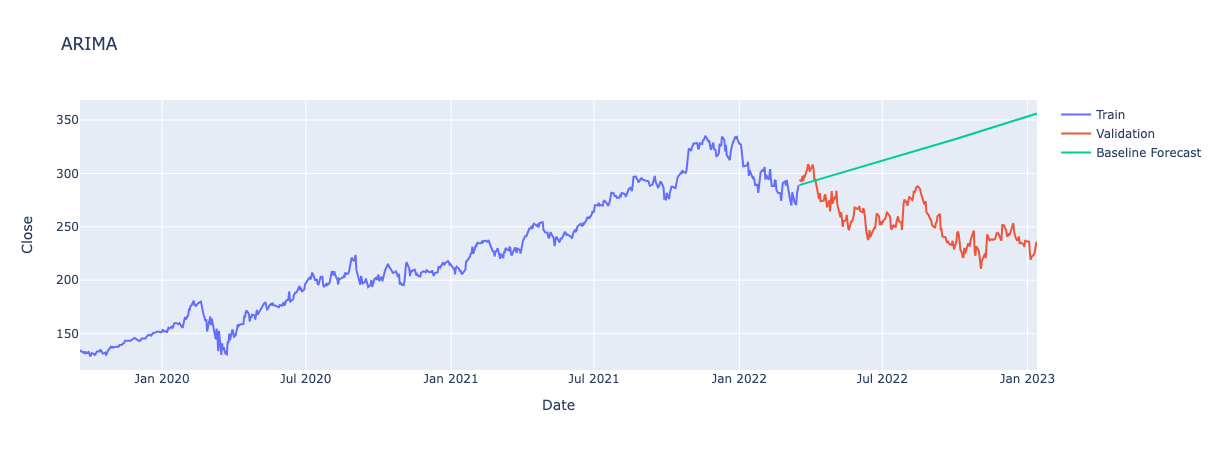 ARIMA
Close
350
300
250
200
150
Jan 2020
Jul 2020
Jan 2021
Jul 2021
Jan 2022
Jul 2022
Jan 2023
Date
Train
Validation
Baseline Forecast